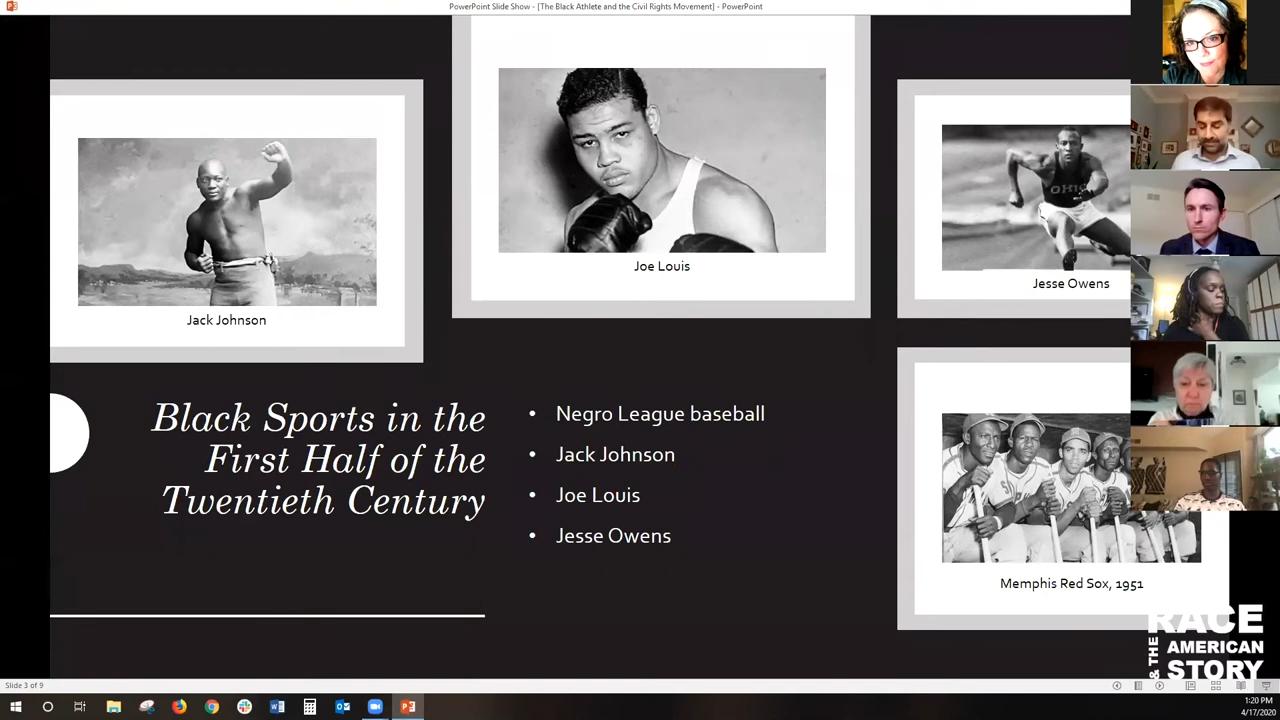 PowerPoint Slide Show - [The Black Athlete and the Civil Rights Movement] - PowerPoint
Joe Louis
OHIO
Jesse Owens
Jack Johnson
Black Sports in the
First Half of the
Twentieth Century
• Negro League baseball
• Jack Johnson
• Joe Louis
• Jesse Owens
Memphis Red Sox, 1951
RACE
& THE
AMERICAN
STORY
Slide 3 of 9
1:20 PM
4/17/2020